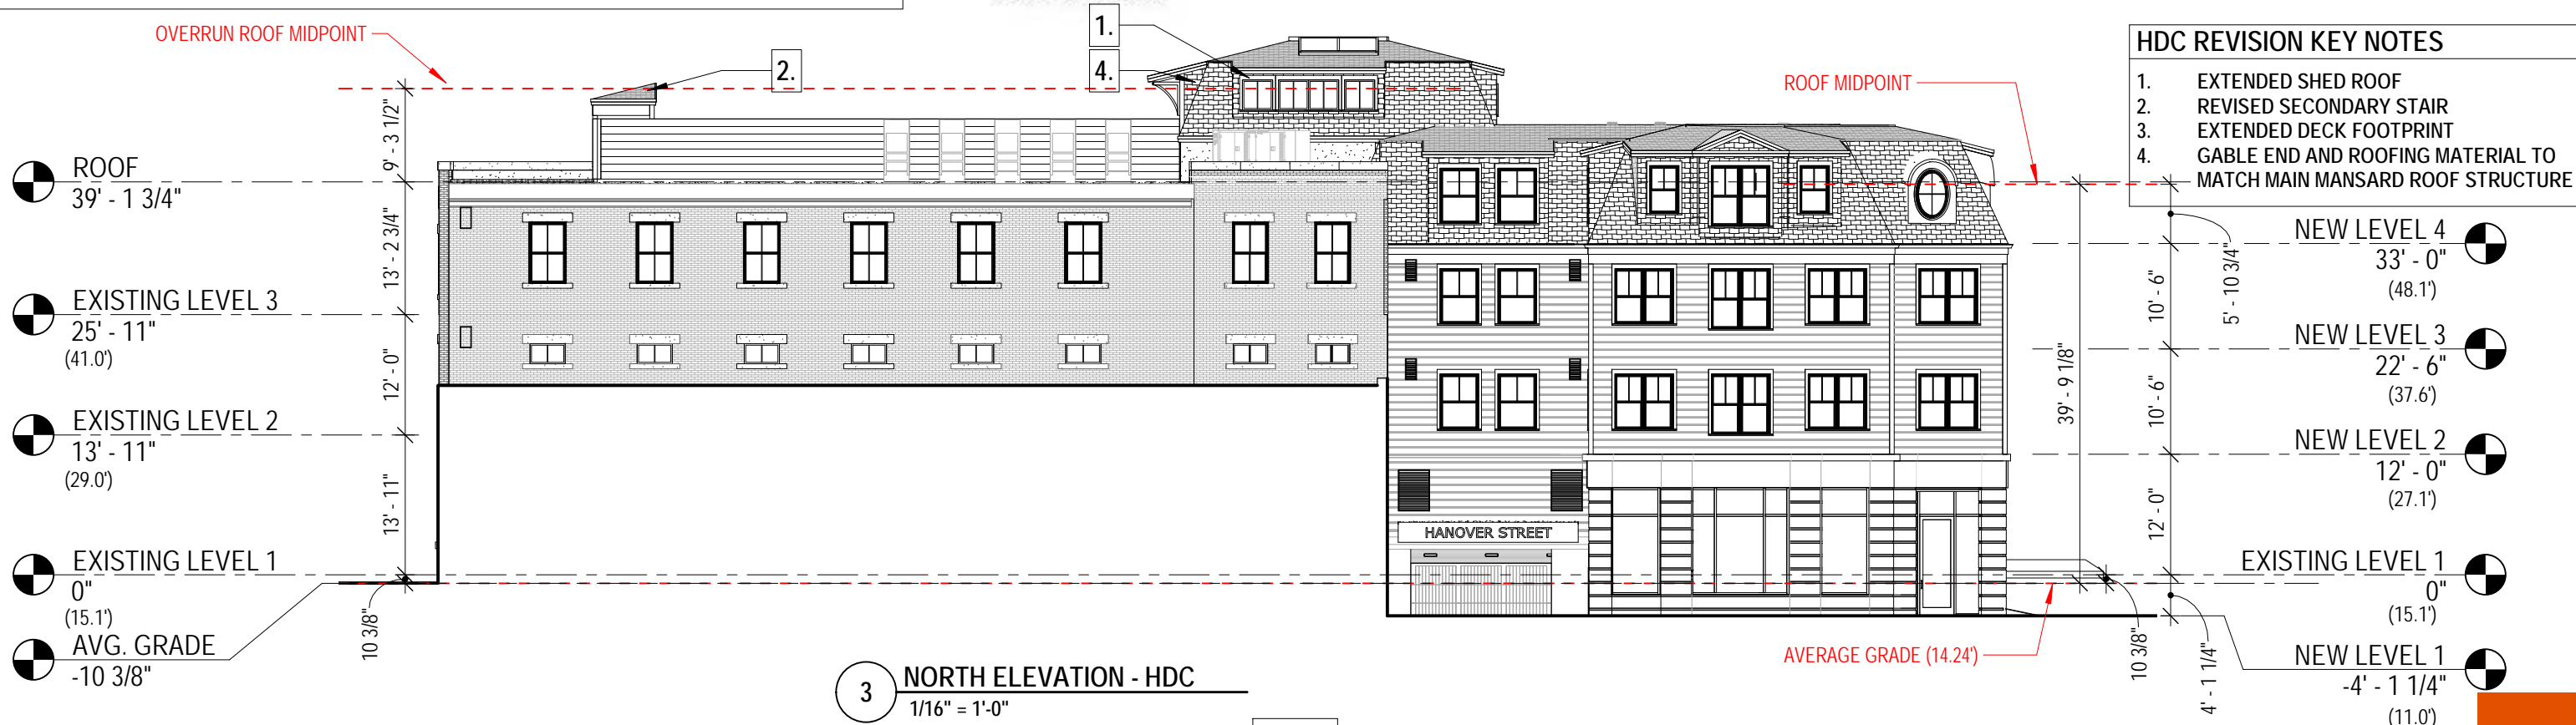 OVERRUN ROOF MIDPOINT
1.
4.
2.
HDC REVISION KEY NOTES
1. EXTENDED SHED ROOF
2. REVISED SECONDARY STAIR
3. EXTENDED DECK FOOTPRINT
4. GABLE END AND ROOFING MATERIAL TO
MATCH MAIN MANSARD ROOF STRUCTURE
ROOF MIDPOINT
ROOF
39' - 1 3/4"
EXISTING LEVEL 3
25' - 11"
(41.0')
EXISTING LEVEL 2
13' - 11"
(29.0')
EXISTING LEVEL 1
0"
(15.1')
AVG. GRADE
-10 3/8"
9' - 3 1/2"
13' - 2 3/4"
12' - 0"
13' - 11"
10 3/8"
HANOVER STREET
39' - 9 1/8"
5' - 10 3/4"
10' - 6"
10' - 6"
12' - 0"
10 3/8"
4' - 1 1/4"
NEW LEVEL 4
33' - 0"
(48.1')
NEW LEVEL 3
22' - 6"
(37.6')
NEW LEVEL 2
12' - 0"
(27.1')
EXISTING LEVEL 1
0"
(15.1')
NEW LEVEL 1
-4' - 1 1/4"
(11.0')
AVERAGE GRADE (14.24')
3
NORTH ELEVATION - HDC
1/16" = 1'-0"